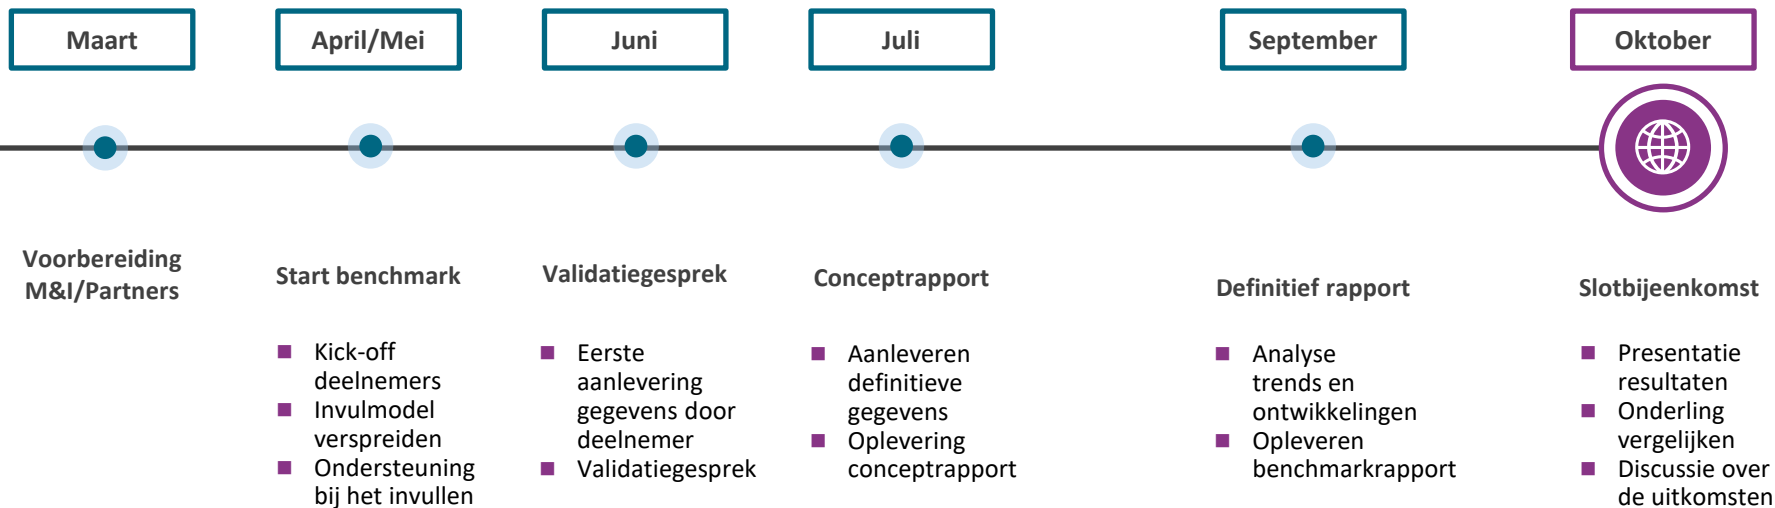 Maart
April/Mei
Juni
Juli
September
Oktober
Voorbereiding
M&I/Partners
Start benchmark
Kick-off
deelnemers
Invulmodel
verspreiden
Ondersteuning
bij het invullen
Validatiegesprek
Eerste
aanlevering
gegevens door
deelnemer
Validatiegesprek
Conceptrapport
Aanleveren
definitieve
gegevens
Oplevering
conceptrapport
Definitief rapport
Analyse
trends en
ontwikkelingen
Opleveren
benchmarkrapport
Slotbijeenkomst
Presentatie
resultaten
Onderling
vergelijken
Discussie over
de uitkomsten